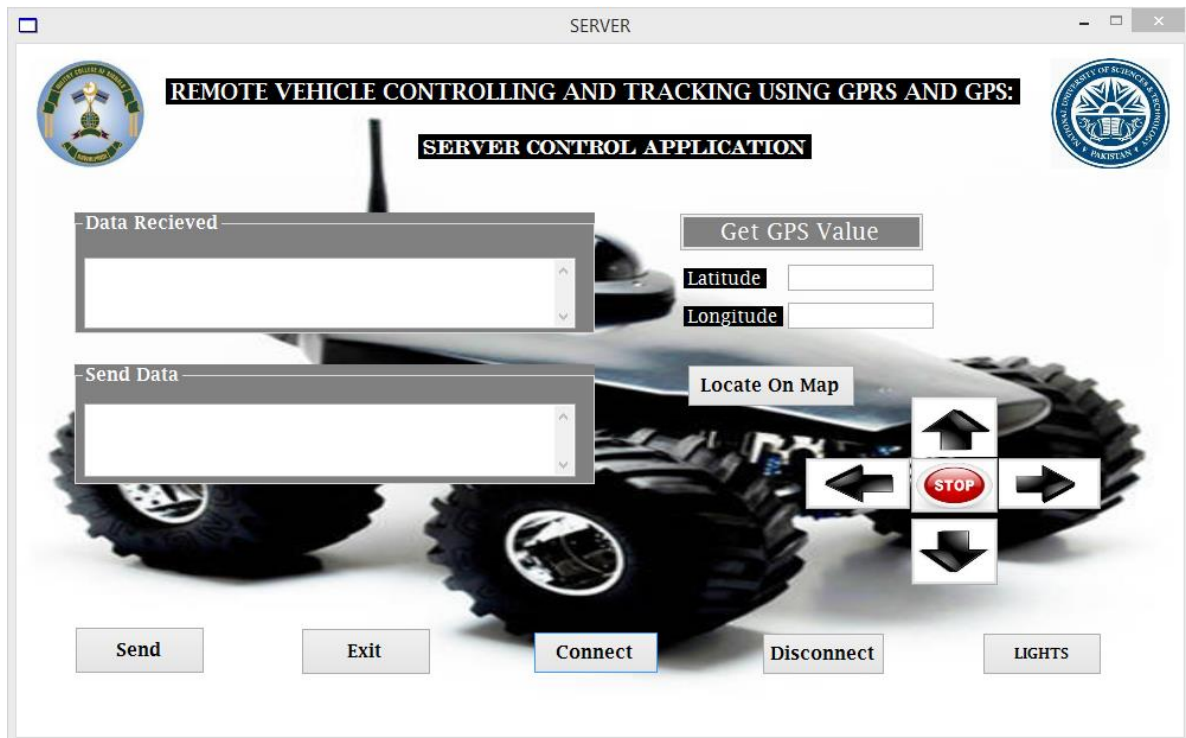 SERVER
REMOTE VEHICLE CONTROLLING AND TRACKING USING GPRS AND GPS:
SERVER CONTROL APPLICATION
Data Recieved
Get GPS Value
Latitude
Longitude
Send Data
Locate On Map
STOP
Send
Exit
Connect
Disconnect
LIGHTS